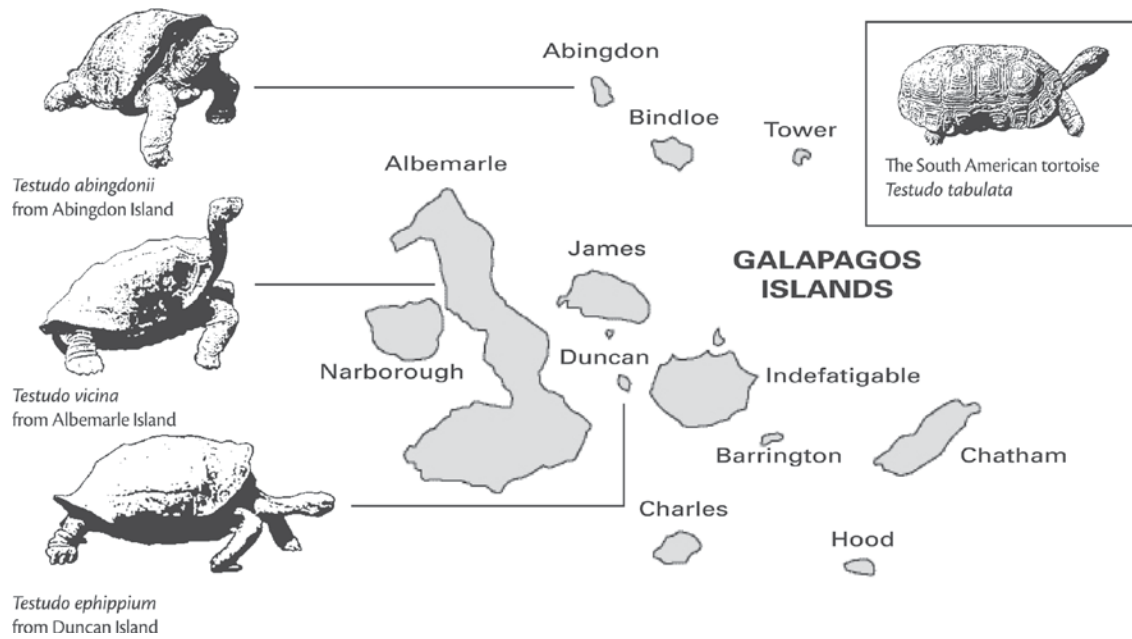 Abingdon
Bindloe
Tower
Albemarle
The South American tortoise
Testudo tabulata
Testudo abingdonii
from Abingdon Island
James
GALAPAGOS
ISLANDS
Duncan
Narborough
Indefatigable
Testudo vicina
from Albemarle Island
Barrington
Chatham
Charles
Hood
Testudo ephippium
from Duncan Island